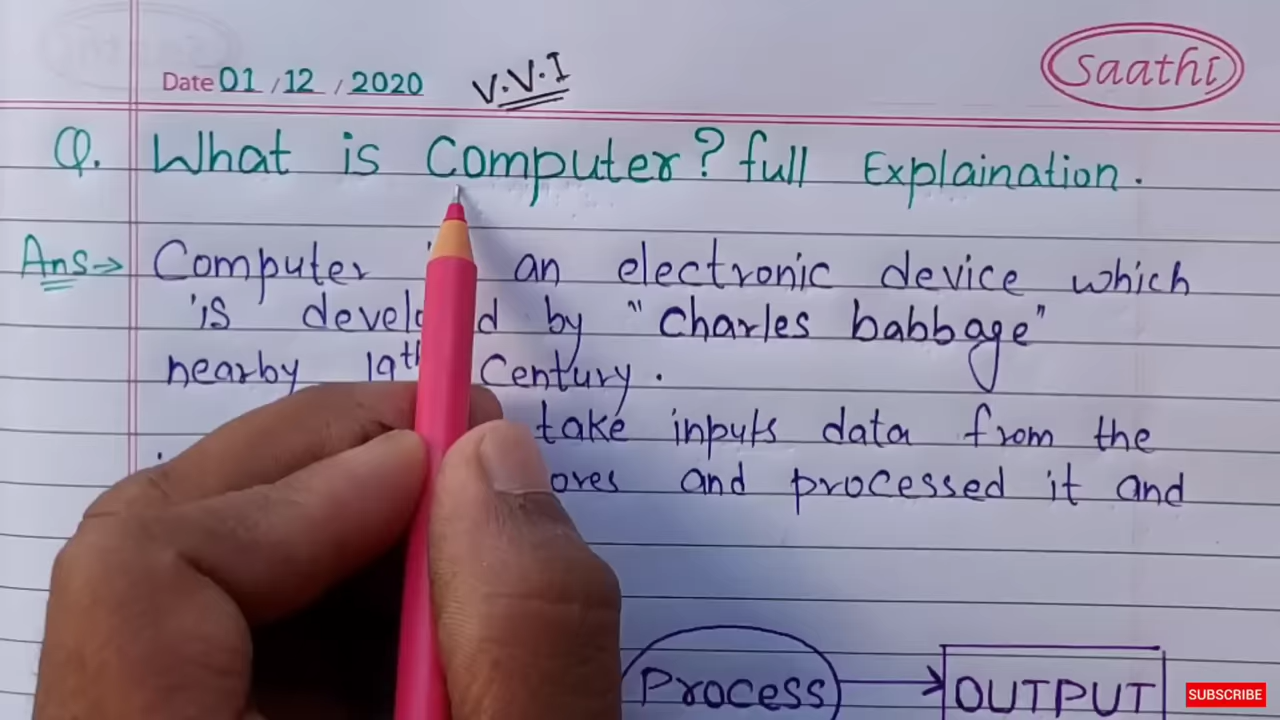 Saathi
Date 01/12/2020 V.V.I
Q. What is Computer? full Explaination.
Ans→ Computer an electronic device which
is by "Charles babbage"
nearby 19th Century.
take inputs data from the
and processed it and
Process → OUTPUT
SUBSCRIBE